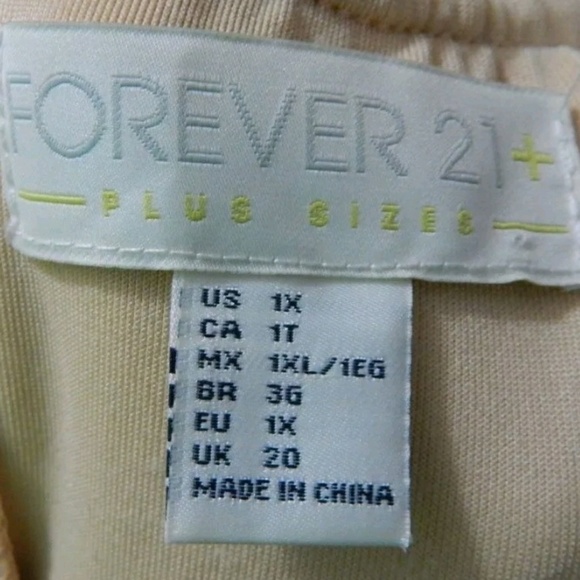 FOREVER 21+
PLUS SIZES
US 1X
CA 1T
MX 1XL/1EG
BR 3G
EU 1X
UK 20
MADE IN CHINA